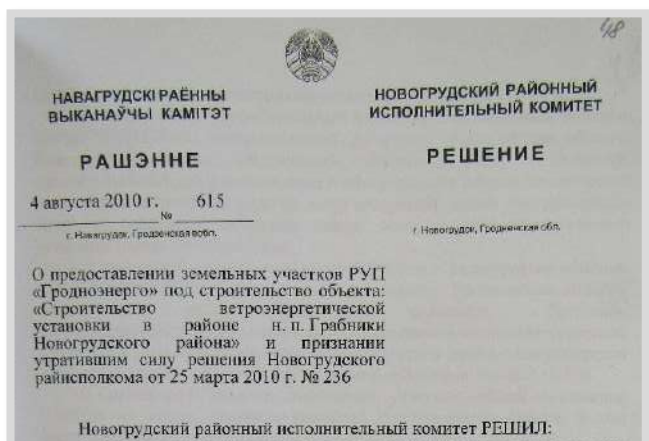 48
НАВАГРУДСКІ РАЁННЫ
ВЫКАНАЎЧЫ КАМІТЭТ
РАШЭННЕ
НОВОГРУДСКИЙ РАЙОННЫЙ
ИСПОЛНИТЕЛЬНЫЙ КОМИТЕТ
РЕШЕНИЕ
4 августа 2010 г. № 615
г. Навагрудак, Гродзенская вобл.
г. Новогрудок, Гродненская обл.
О предоставлении земельных участков РУП
«Гродноэнерго» под строительство объекта:
«Строительство ветроэнергетической
установки в районе н. п. Грабники
Новогрудского района» и признании
утратившим силу решения Новогрудского
райисполкома от 25 марта 2010 г. № 236
Новогрудский районный исполнительный комитет РЕШИЛ: